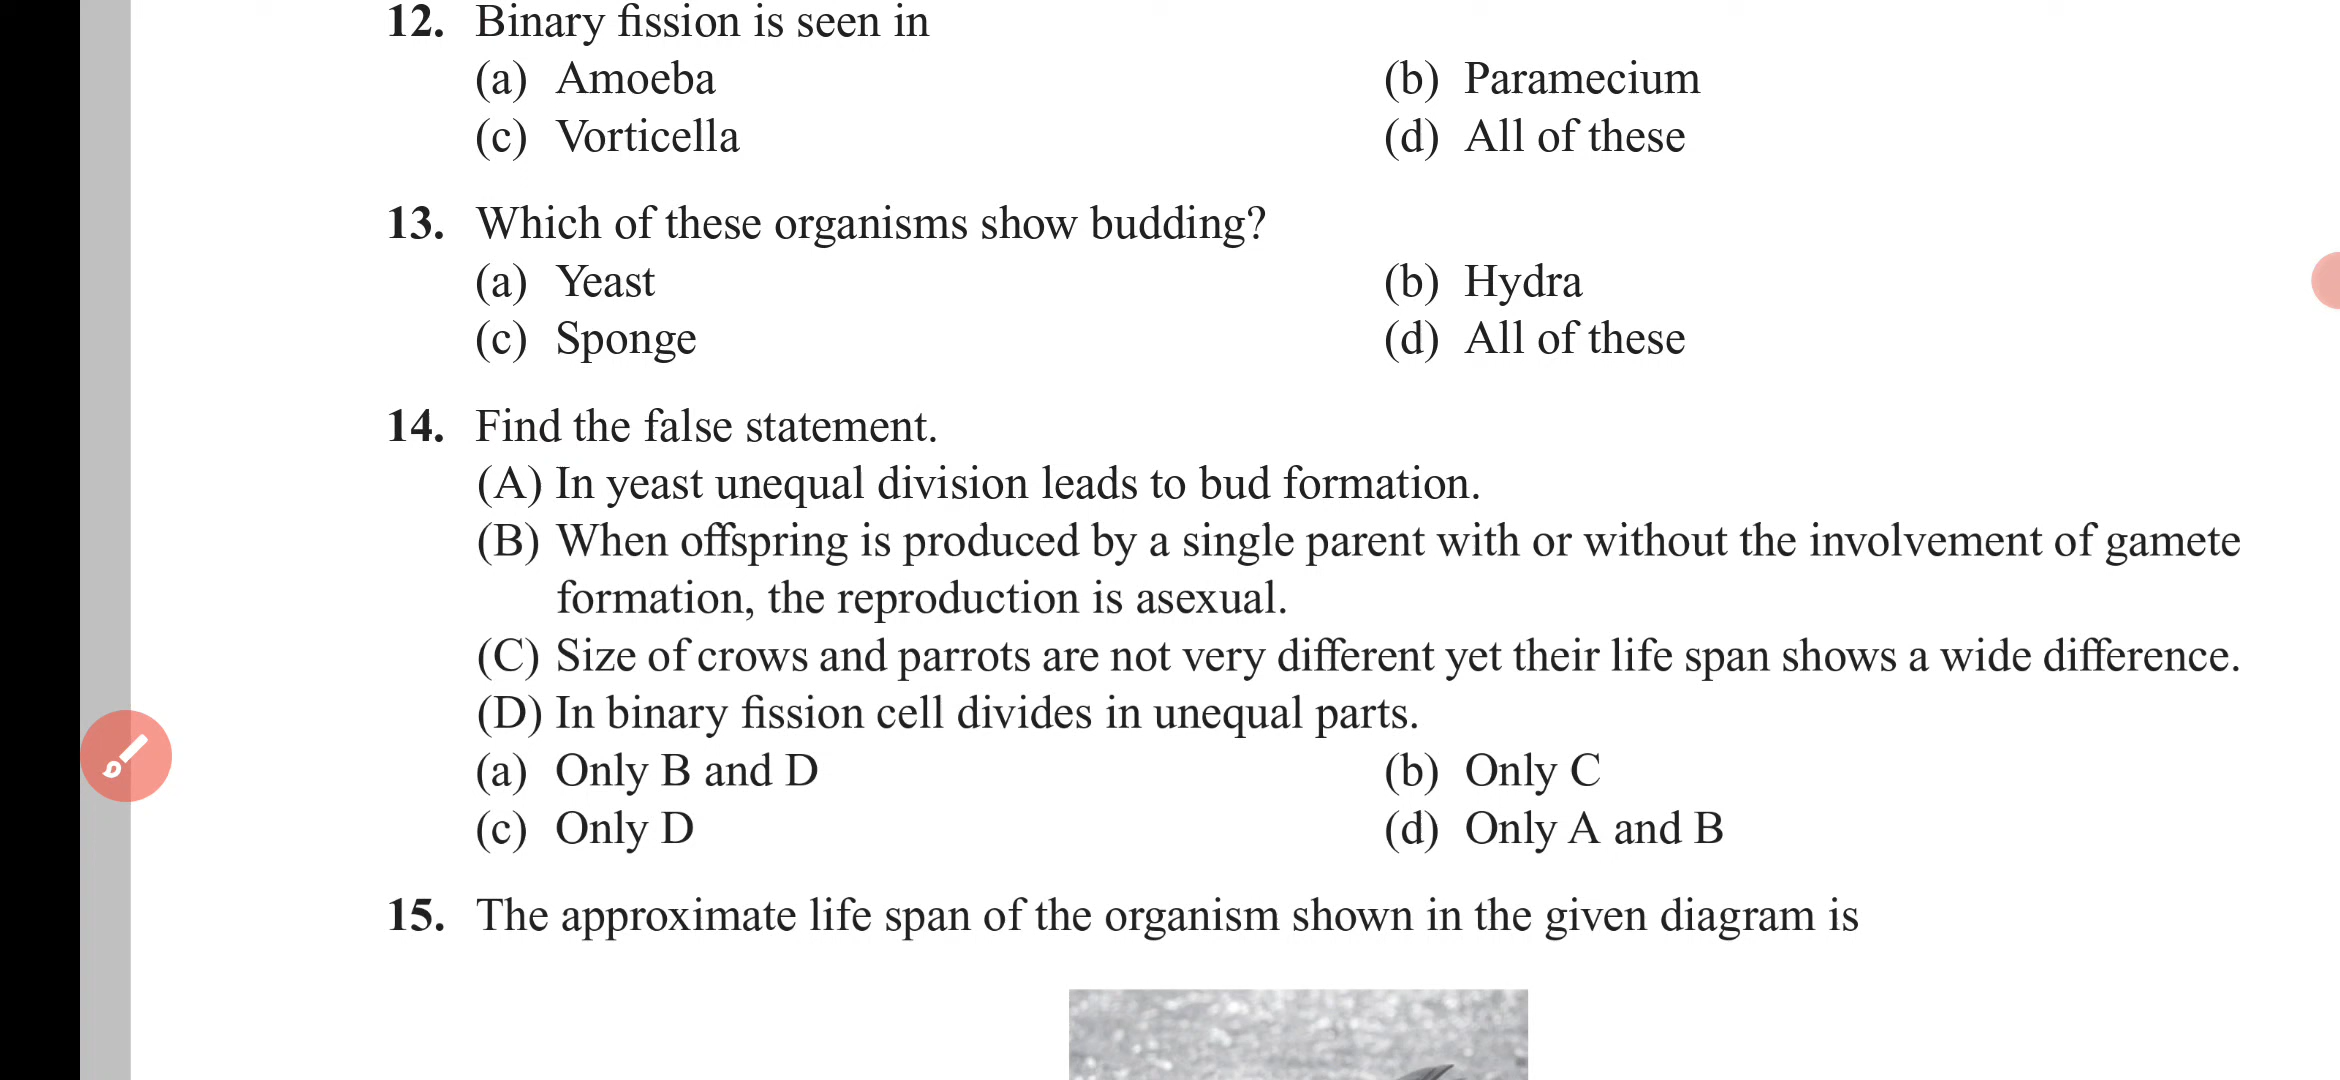 12. Binary fission is seen in
(a) Amoeba (b) Paramecium
(c) Vorticella (d) All of these
13. Which of these organisms show budding?
(a) Yeast (b) Hydra
(c) Sponge (d) All of these
14. Find the false statement.
(A) In yeast unequal division leads to bud formation.
(B) When offspring is produced by a single parent with or without the involvement of gamete
formation, the reproduction is asexual.
(C) Size of crows and parrots are not very different yet their life span shows a wide difference.
(D) In binary fission cell divides in unequal parts.
(a) Only B and D (b) Only C
(c) Only D (d) Only A and B
15. The approximate life span of the organism shown in the given diagram is